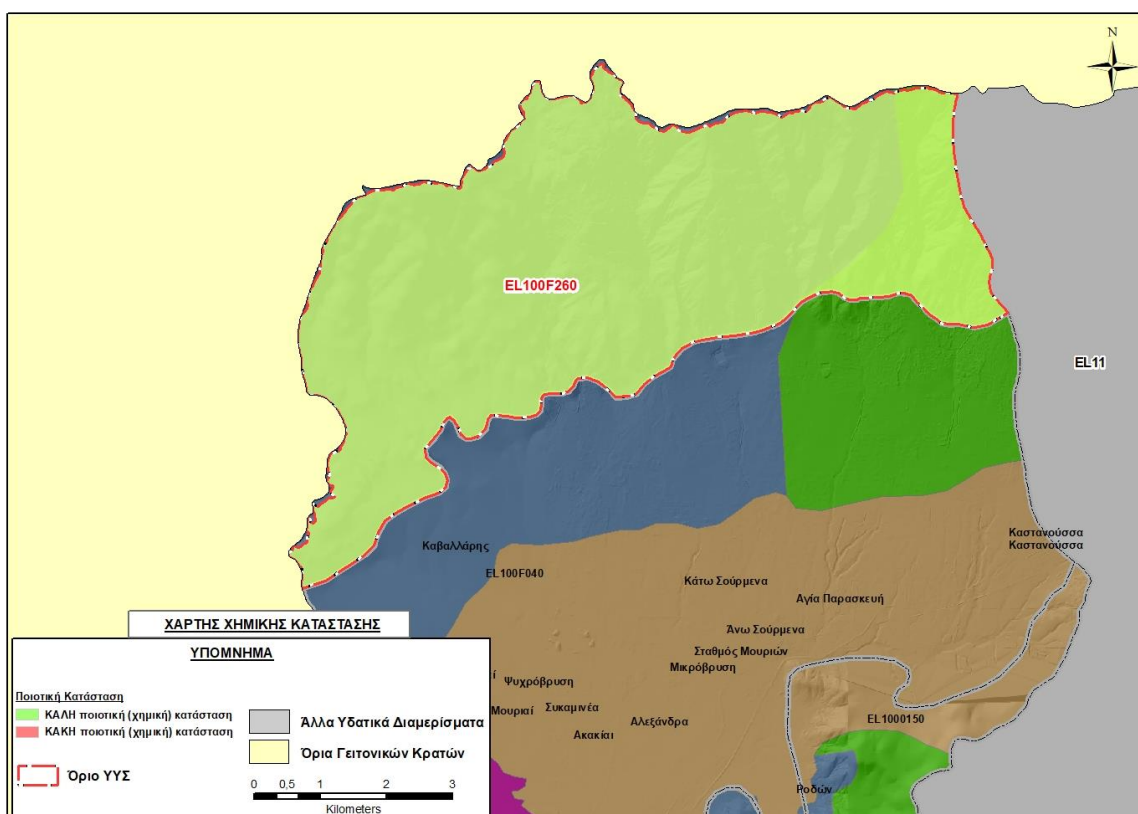 N
EL100F260
EL11
Καβαλλάρης
EL100F040
Κάτω Σούρμενα
Καστανούσσα
Καστανούσσα
Αγία Παρασκευή
Άνω Σούρμενα
Σταθμός Μουριών
Μικρόβρυση
Ψυχρόβρυση
Μουριαί
Συκαμινέα
Ακακίαι
Αλεξάνδρα
EL1000150
Ροδών
ΧΑΡΤΗΣ ΧΗΜΙΚΗΣ ΚΑΤΑΣΤΑΣΗΣ
ΥΠΟΜΝΗΜΑ
Ποιοτική Κατάσταση
ΚΑΛΗ ποιοτική (χημική) κατάσταση
ΚΑΚΗ ποιοτική (χημική) κατάσταση
Όριο ΥΥΣ
Άλλα Υδατικά Διαμερίσματα
Όρια Γειτονικών Κρατών
0 0,5 1 2 3
Kilometers